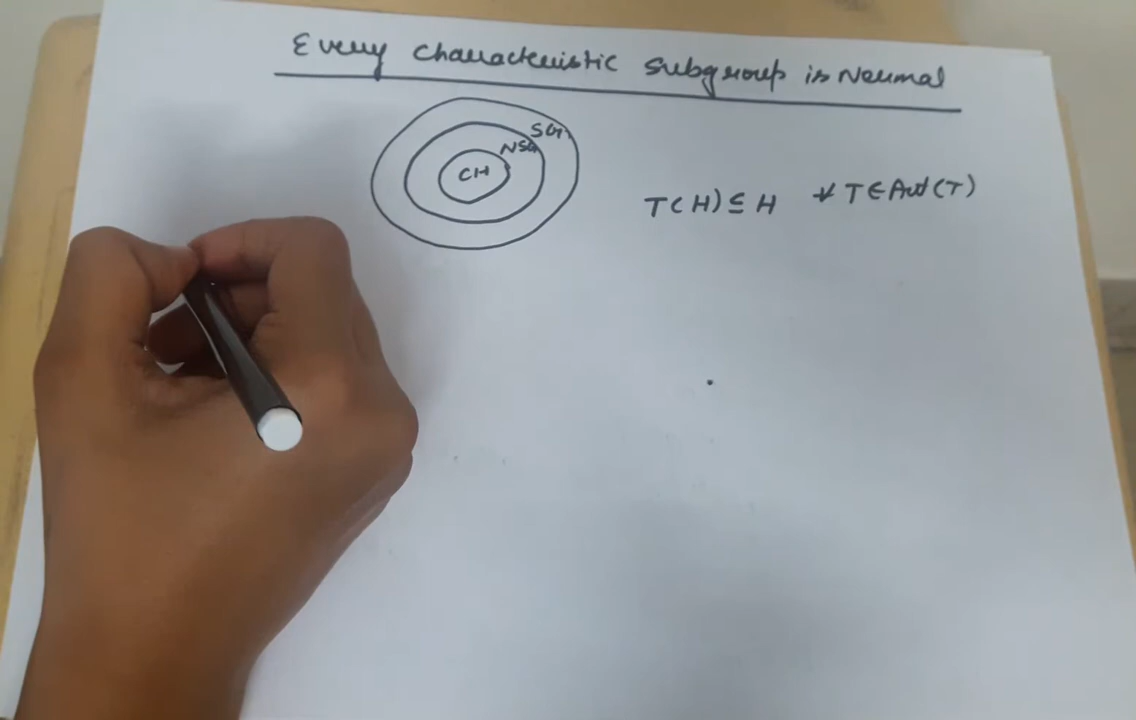 Every characteristic subgroup is Normal
SG
NSG
CH
T(H) ⊆ H ∀ T ∈ Aut(T)